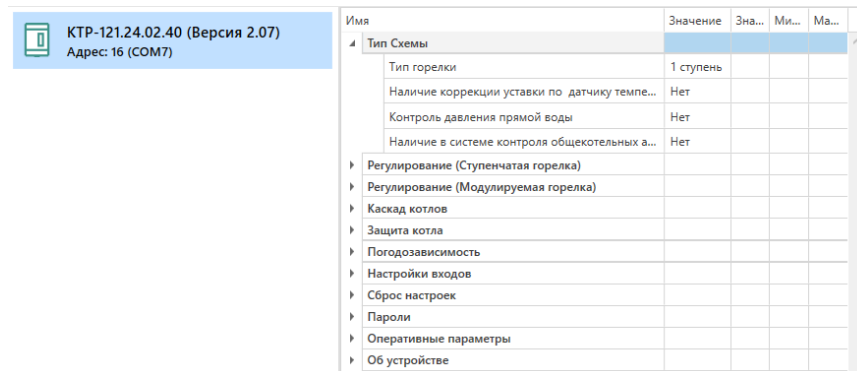 КТР-121.24.02.40 (Версия 2.07)
Адрес: 16 (COM7)
Имя Значение Зна... Ми... Ма...
Тип Схемы
Тип горелки 1 ступень
Наличие коррекции уставки по датчику темпе... Нет
Контроль давления прямой воды Нет
Наличие в системе контроля общекотельных а... Нет
Регулирование (Ступенчатая горелка)
Регулирование (Модулируемая горелка)
Каскад котлов
Защита котла
Погодозависимость
Настройки входов
Сброс настроек
Пароли
Оперативные параметры
Об устройстве